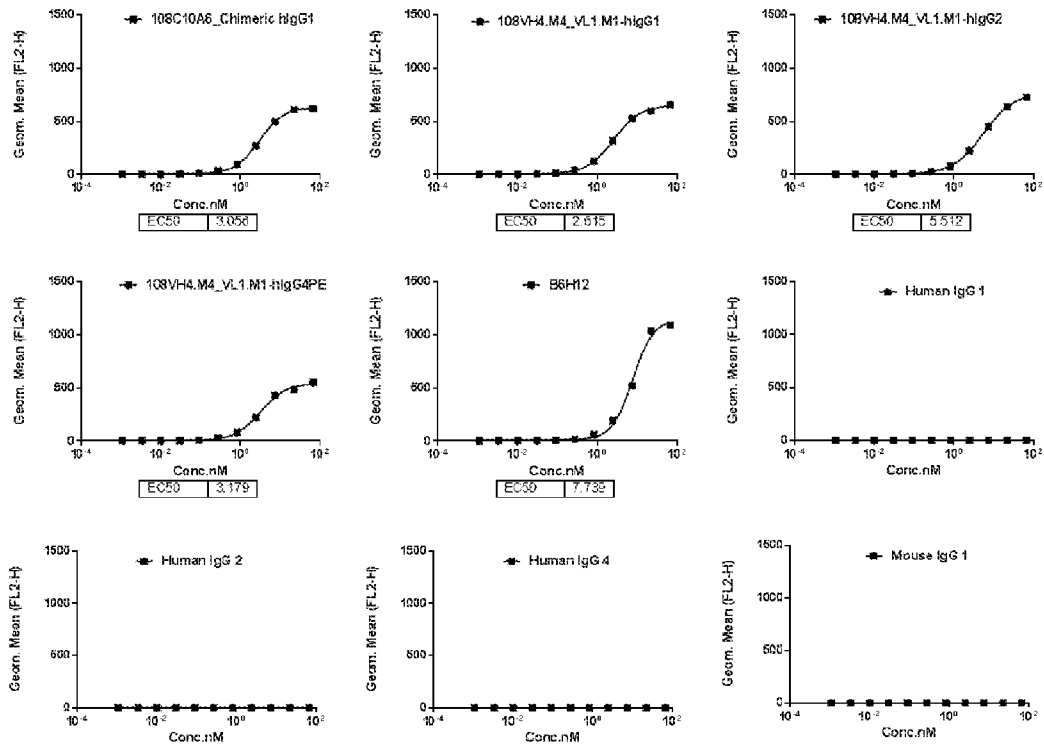 108C10A6_Chimeric hIgG1
Geom. Mean (FL2-H)
1500
1000
500
0
10-4
10-2
100
102
Conc.nM
EC50 3.056
108VH4.M4_VL1.M1-hIgG1
Geom. Mean (FL2-H)
1500
1000
500
0
10-4
10-2
100
102
Conc.nM
EC50 2.615
108VH4.M4_VL1.M1-hIgG2
Geom. Mean (FL2-H)
1500
1000
500
0
10-4
10-2
100
102
Conc.nM
EC50 5.512
108VH4.M4_VL1.M1-hIgG4PE
Geom. Mean (FL2-H)
1500
1000
500
0
10-4
10-2
100
102
Conc.nM
EC50 3.179
B6H12
Geom. Mean (FL2-H)
1500
1000
500
0
10-4
10-2
100
102
Conc.nM
EC50 7.739
Human IgG 1
Geom. Mean (FL2-H)
1500
1000
500
0
10-4
10-2
100
102
Conc.nM
Human IgG 2
Geom. Mean (FL2-H)
1500
1000
500
0
10-4
10-2
100
102
Conc.nM
Human IgG 4
Geom. Mean (FL2-H)
1500
1000
500
0
10-4
10-2
100
102
Conc.nM
Mouse IgG 1
Geom. Mean (FL2-H)
1500
1000
500
0
10-4
10-2
100
102
Conc.nM